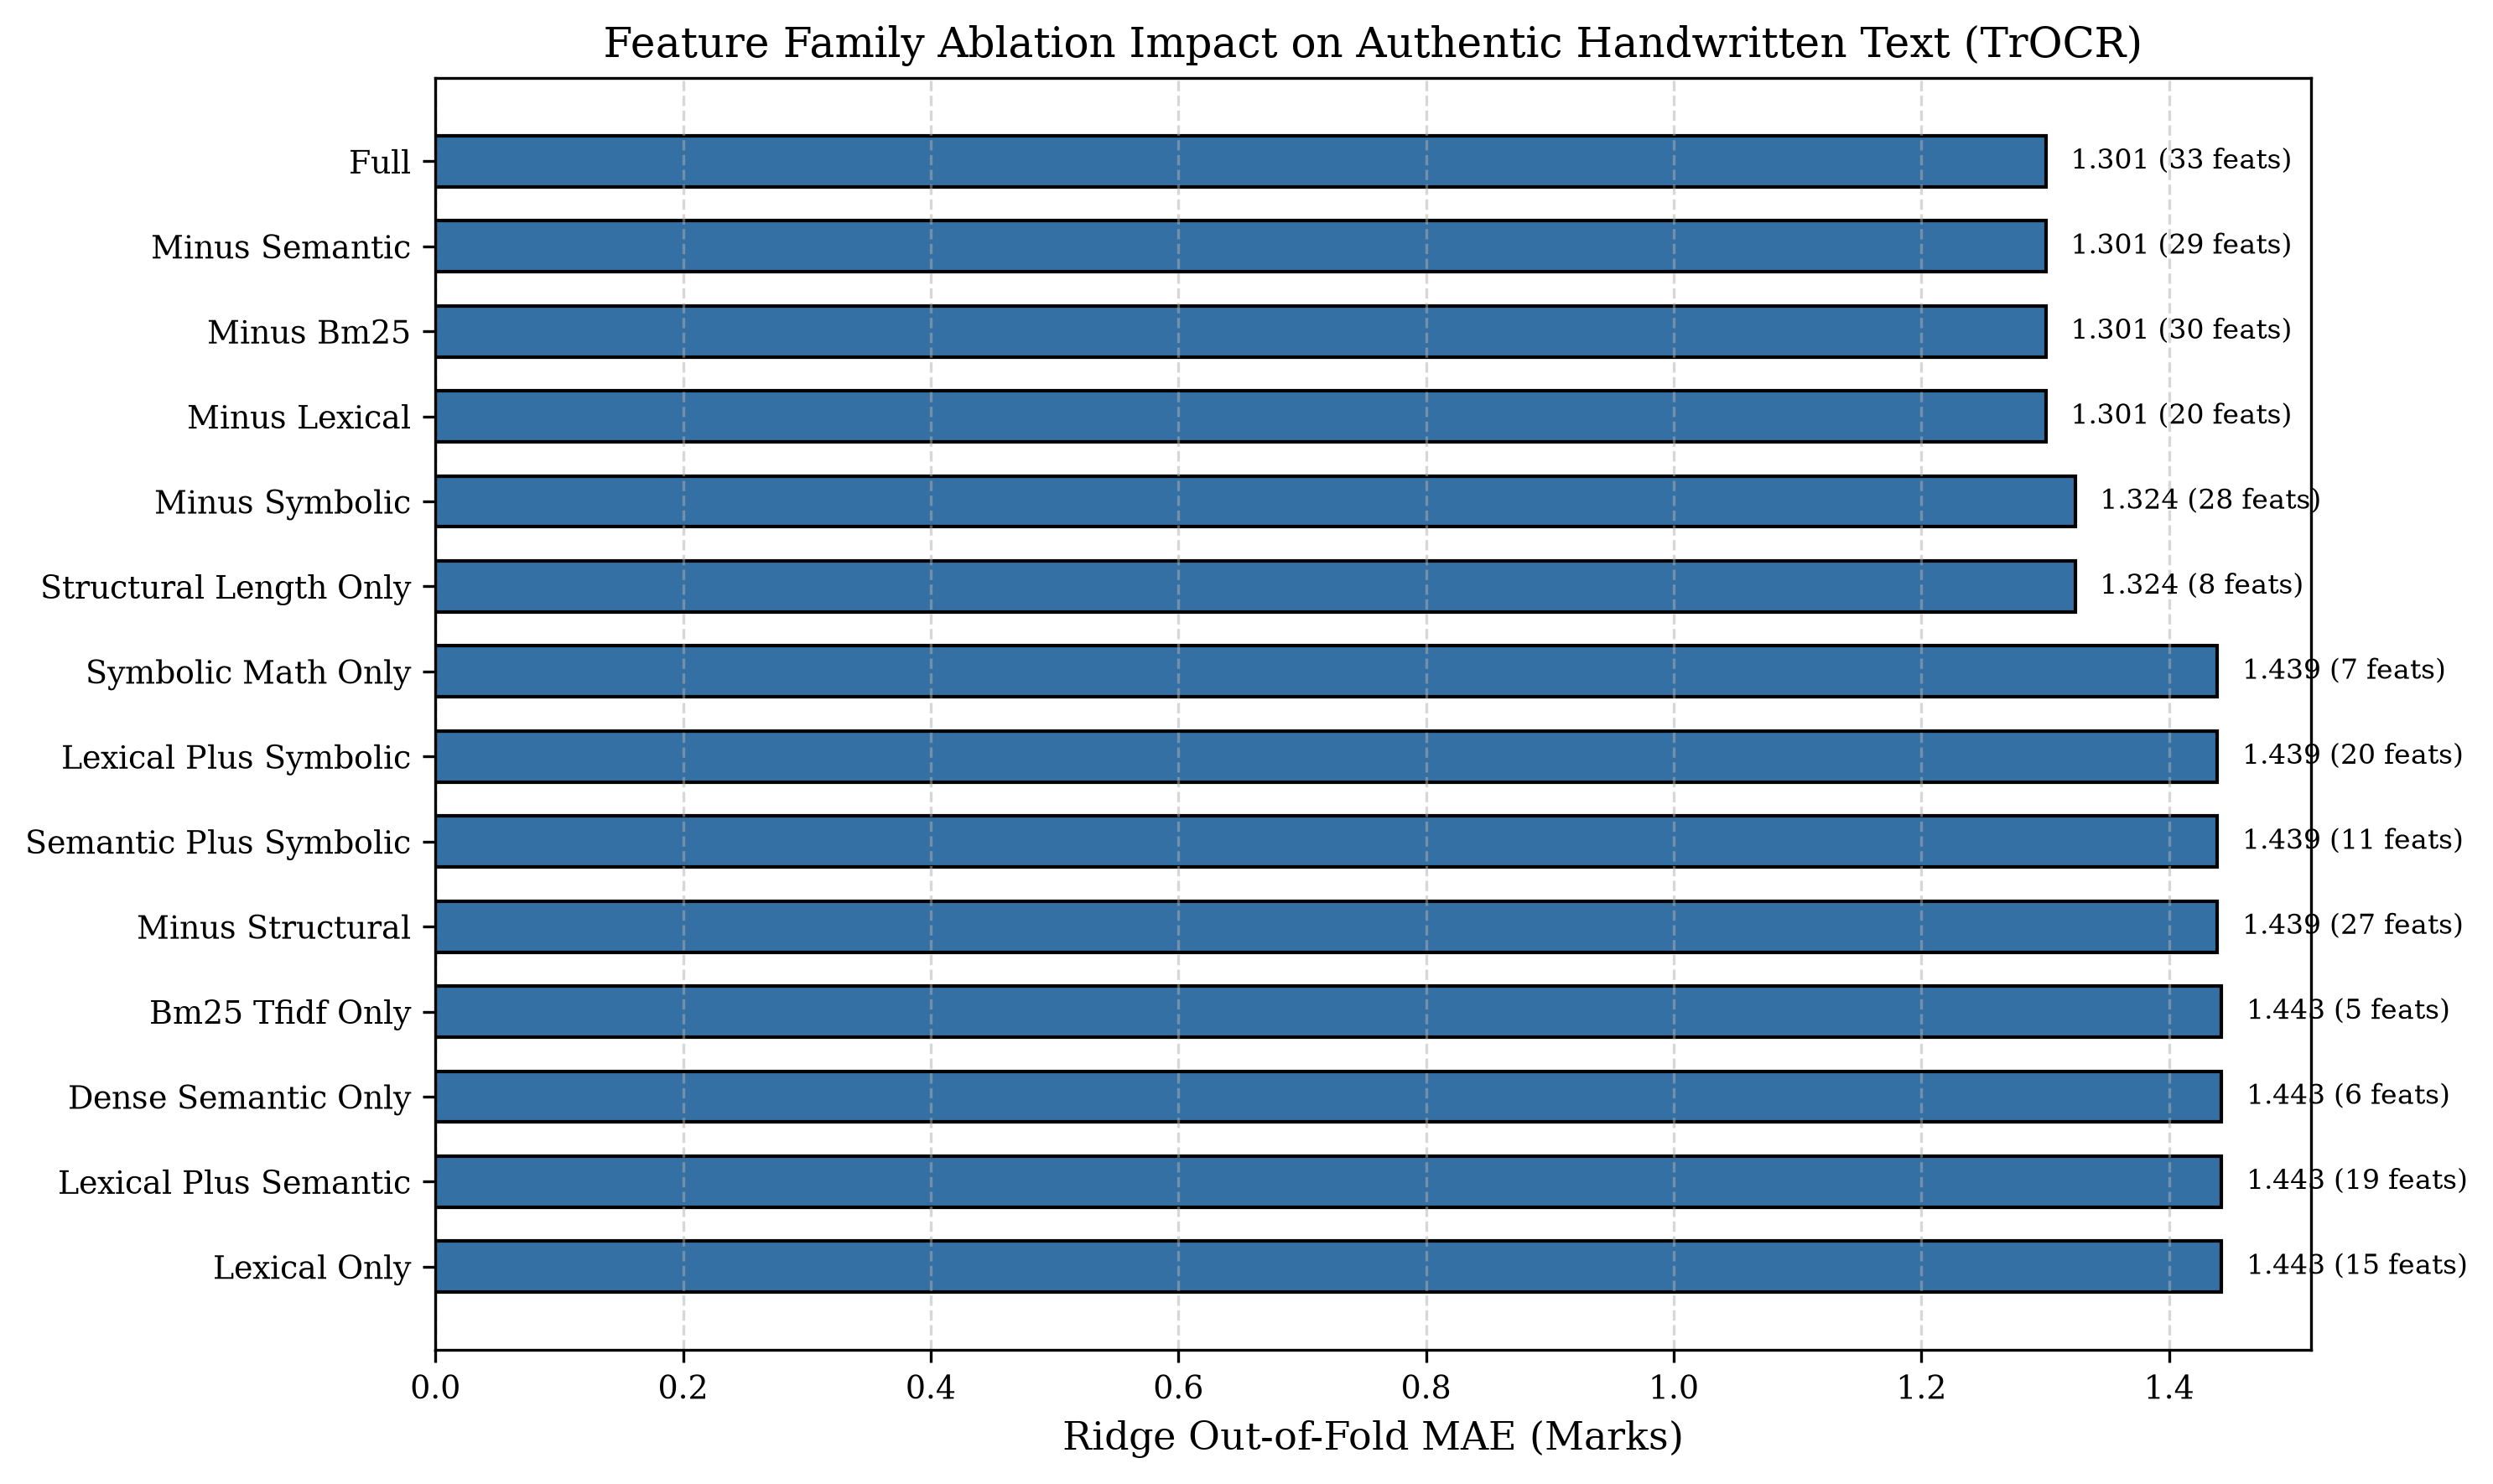 Feature Family Ablation Impact on Authentic Handwritten Text (TrOCR)
Full 1.301 (33 feats)
Minus Semantic 1.301 (29 feats)
Minus Bm25 1.301 (30 feats)
Minus Lexical 1.301 (20 feats)
Minus Symbolic 1.324 (28 feats)
Structural Length Only 1.324 (8 feats)
Symbolic Math Only 1.439 (7 feats)
Lexical Plus Symbolic 1.439 (20 feats)
Semantic Plus Symbolic 1.439 (11 feats)
Minus Structural 1.439 (27 feats)
Bm25 Tfidf Only 1.443 (5 feats)
Dense Semantic Only 1.443 (6 feats)
Lexical Plus Semantic 1.443 (19 feats)
Lexical Only 1.443 (15 feats)
0.0 0.2 0.4 0.6 0.8 1.0 1.2 1.4
Ridge Out-of-Fold MAE (Marks)